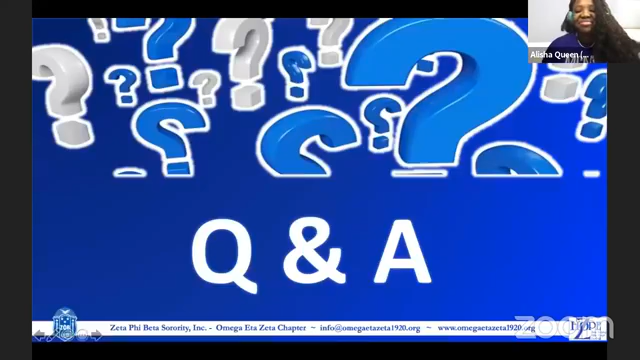 Alisha Queen (
Q & A
Zeta Phi Beta Sorority, Inc. - Omega Eta Zeta Chapter ~ info@omegaetazeta1920.org ~ www.omegaetazeta1920.org
zoom